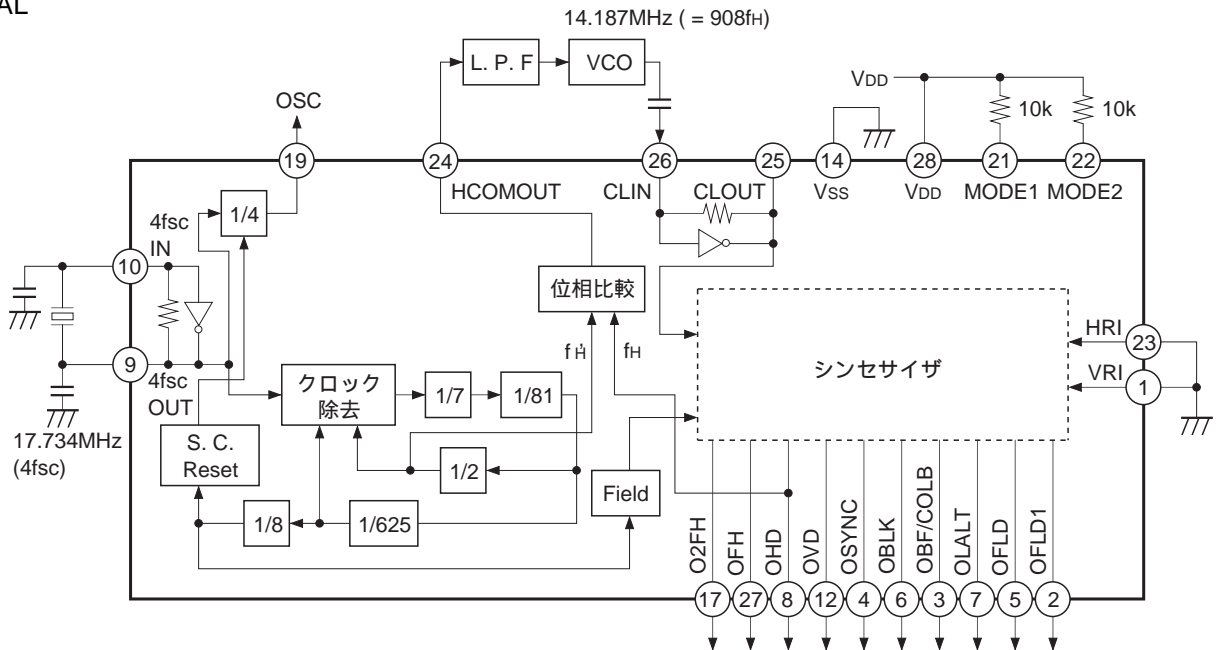 AL
14.187MHz ( = 908fH)
L. P. F
VCO
VDD
10k
10k
OSC
19
24
26
25
14
28
21
22
HCOMOUT
CLIN
CLOUT
VSS
VDD
MODE1
MODE2
1/4
4fsc
IN
10
位相比較
HRI
23
fH'
fH
シンセサイザ
VRI
1
9
4fsc
OUT
クロック
除去
1/7
1/81
17.734MHz
(4fsc)
S. C.
Reset
1/2
Field
1/8
1/625
O2FH
OFH
OHD
OVD
OSYNC
OBLK
OBF/COLB
OLALT
OFLD
OFLD1
17
27
8
12
4
6
3
7
5
2